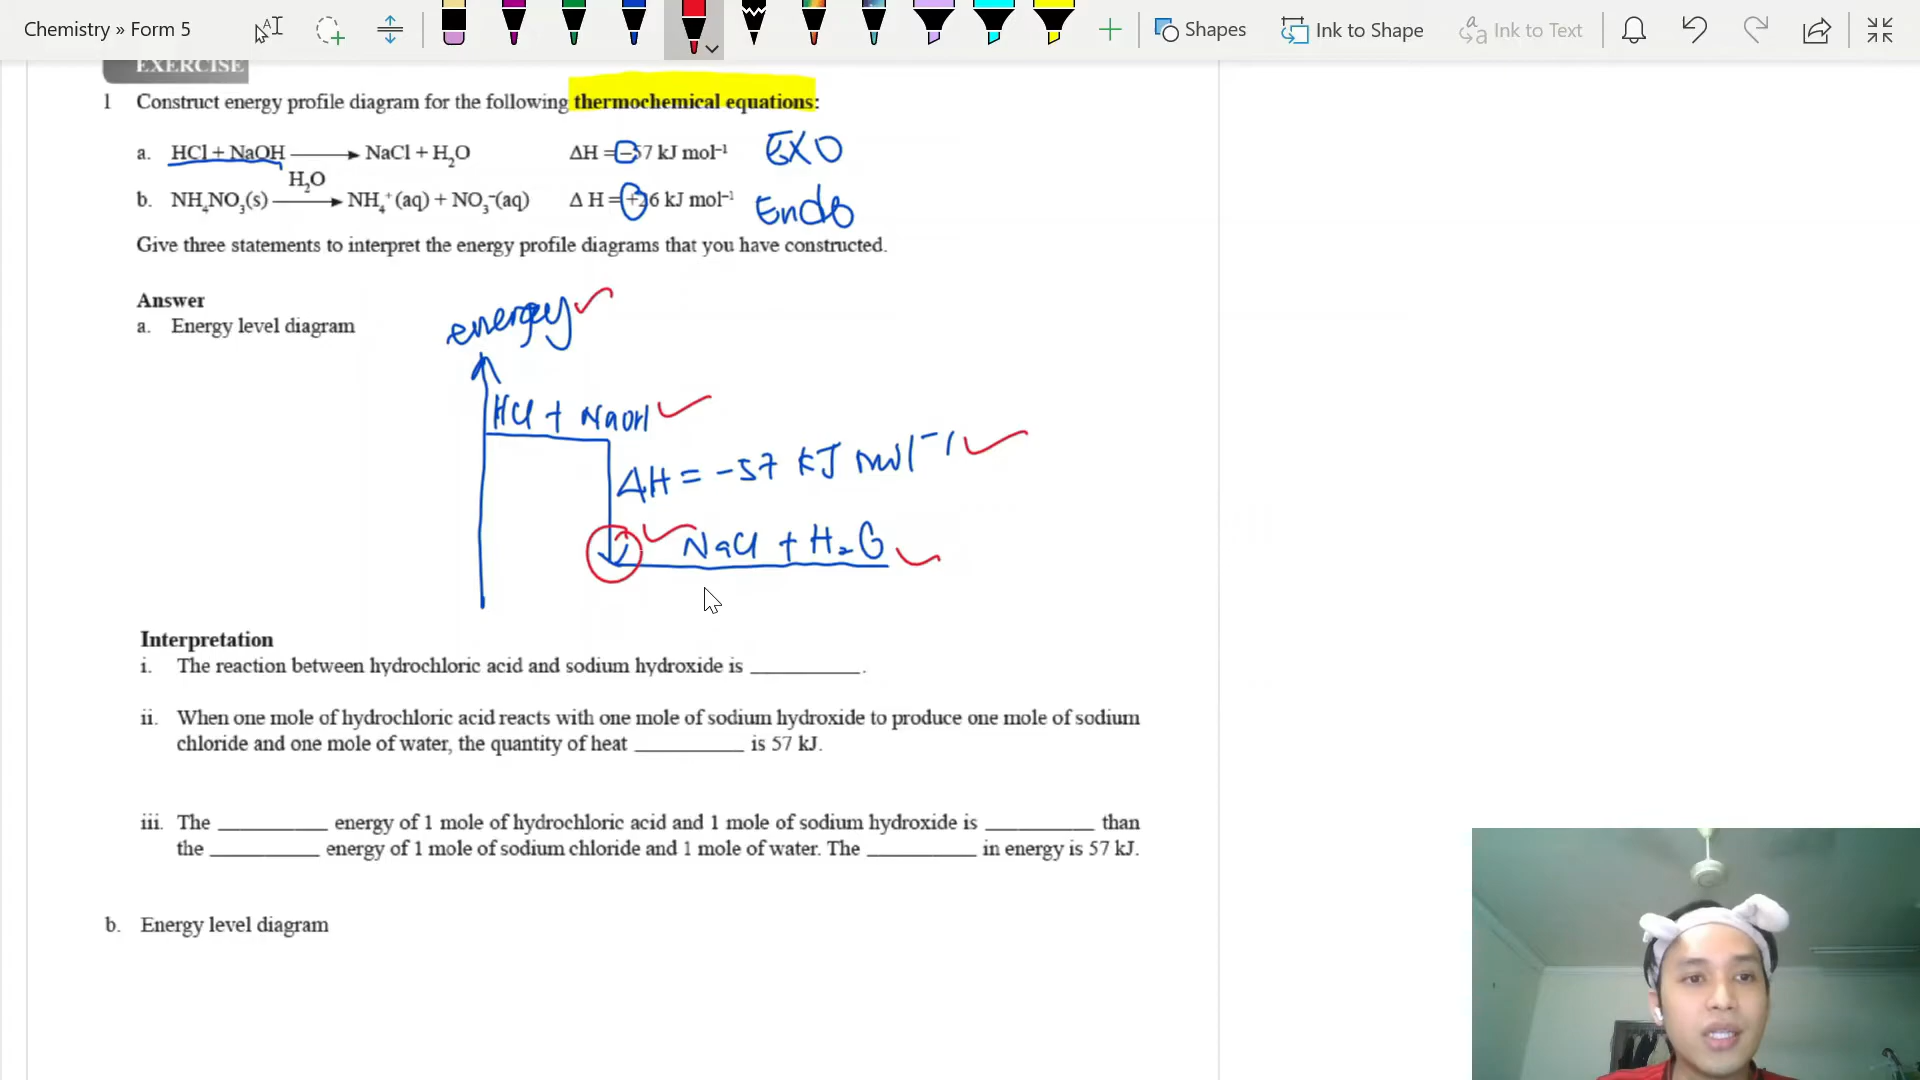 Chemistry » Form 5
Shapes
Ink to Shape
Ink to Text
EXERCISE
1 Construct energy profile diagram for the following thermochemical equations:
a. HCl + NaOH ⟶ NaCl + H₂O ΔH = –57 kJ mol⁻¹ EXO
H₂O
b. NH₄NO₃(s) ⟶ NH₄⁺(aq) + NO₃⁻(aq) Δ H = +26 kJ mol⁻¹ Endo
Give three statements to interpret the energy profile diagrams that you have constructed.
Answer
a. Energy level diagram
energy ✓
HCl + NaOH ✓
ΔH = -57 kJ mol⁻¹ ✓
✓ NaCl + H₂O ✓
Interpretation
i. The reaction between hydrochloric acid and sodium hydroxide is __________.
ii. When one mole of hydrochloric acid reacts with one mole of sodium hydroxide to produce one mole of sodium
chloride and one mole of water, the quantity of heat __________ is 57 kJ.
iii. The __________ energy of 1 mole of hydrochloric acid and 1 mole of sodium hydroxide is __________ than
the __________ energy of 1 mole of sodium chloride and 1 mole of water. The __________ in energy is 57 kJ.
b. Energy level diagram